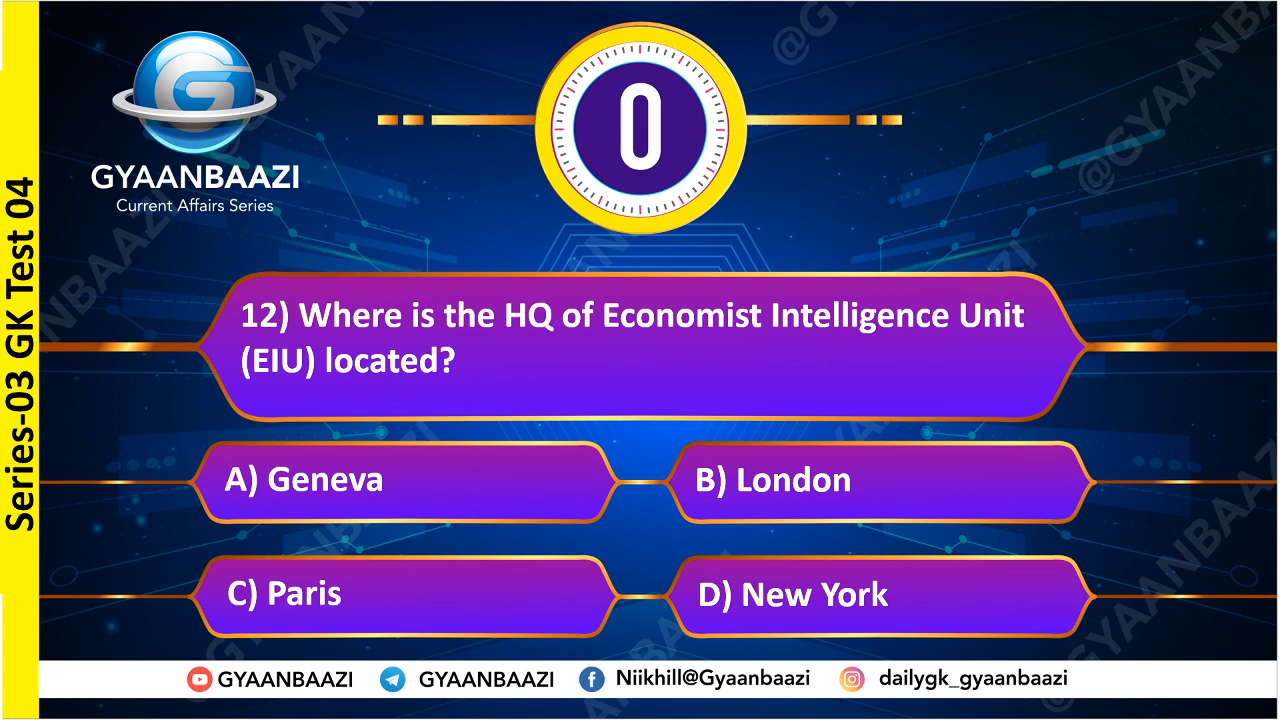 GYAANBAAZI
Current Affairs Series
0
Series-03 GK Test 04
12) Where is the HQ of Economist Intelligence Unit
(EIU) located?
A) Geneva
B) London
C) Paris
D) New York
GYAANBAAZI GYAANBAAZI Niikhill@Gyaanbaazi dailygk_gyaanbaazi
@GYAANBAAZI